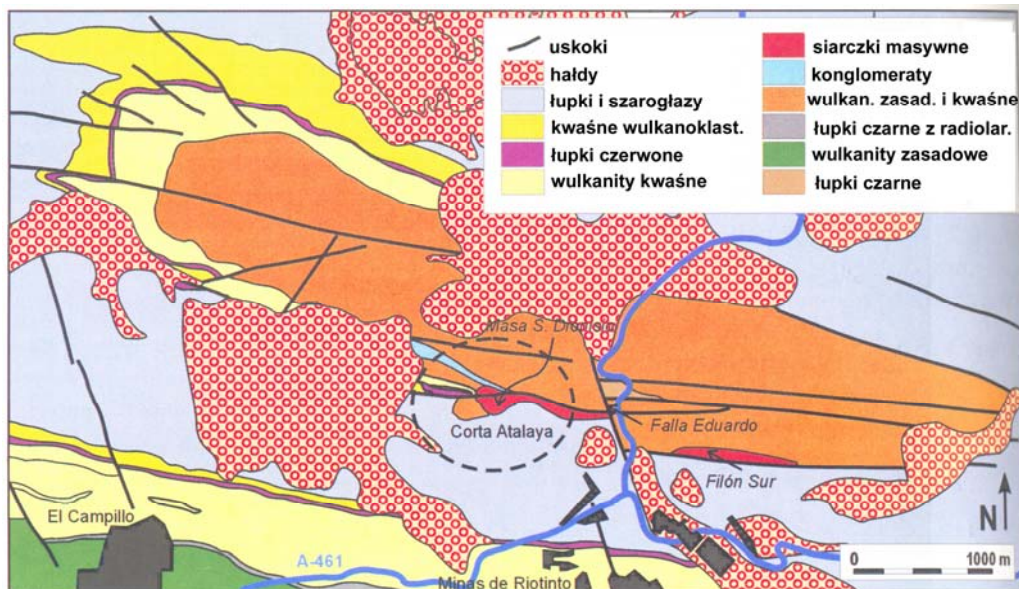 uskoki
hałdy
łupki i szarogłazy
kwaśne wulkanoklast.
łupki czerwone
wulkanity kwaśne
siarczki masywne
konglomeraty
wulkan. zasad. i kwaśne
łupki czarne z radiolar.
wulkanity zasadowe
łupki czarne
Masa S. Dionisio
Corta Atalaya
Falla Eduardo
Filón Sur
El Campillo
A-461
Minas de Riotinto
N
0 1000 m